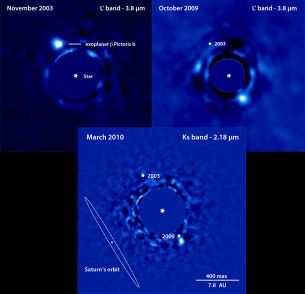 November 2003 L' band - 3.8 µm
exoplanet β Pictoris b
Star
October 2009 L' band - 3.8 µm
2003
March 2010 Ks band - 2.18 µm
2003
2009
Saturn's orbit
400 mas
7.8 AU